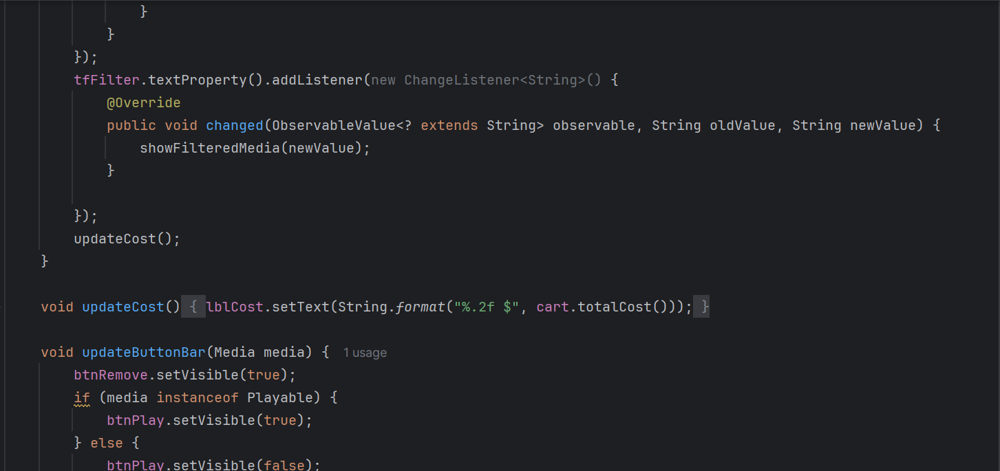 }
        }
    });
    tfFilter.textProperty().addListener(new ChangeListener<String>() {
        @Override
        public void changed(ObservableValue<? extends String> observable, String oldValue, String newValue) {
            showFilteredMedia(newValue);
        }

    });
    updateCost();
}

void updateCost() { lblCost.setText(String.format("%.2f $", cart.totalCost())); }

void updateButtonBar(Media media) { 1 usage
    btnRemove.setVisible(true);
    if (media instanceof Playable) {
        btnPlay.setVisible(true);
    } else {
        btnPlay.setVisible(false);